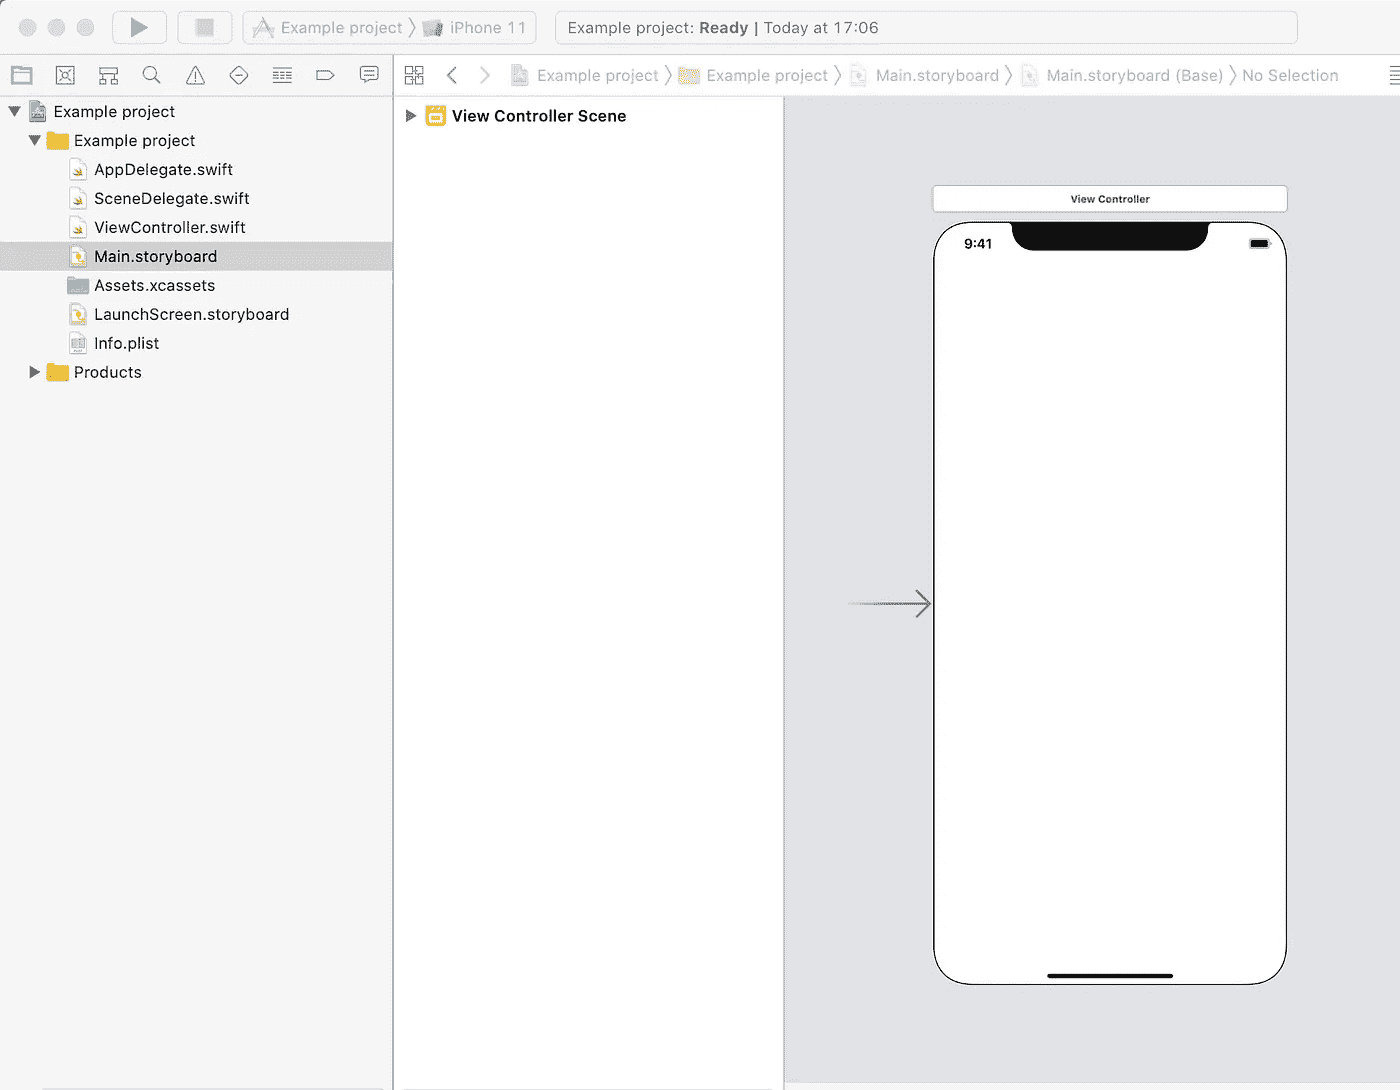 Example project 〉 iPhone 11
Example project: Ready | Today at 17:06
Example project 〉 Example project 〉 Main.storyboard 〉 Main.storyboard (Base) 〉 No Selection
Example project
Example project
AppDelegate.swift
SceneDelegate.swift
ViewController.swift
Main.storyboard
Assets.xcassets
LaunchScreen.storyboard
Info.plist
Products
View Controller Scene
View Controller
9:41